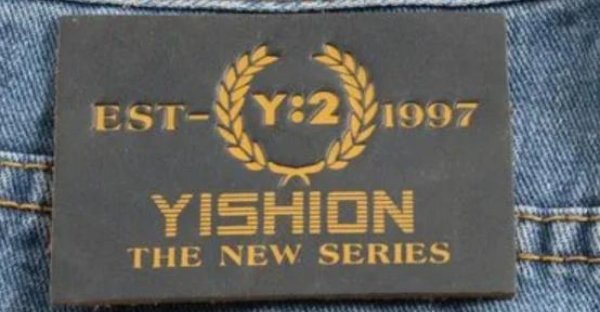 EST- Y:2 1997
YISHION
THE NEW SERIES